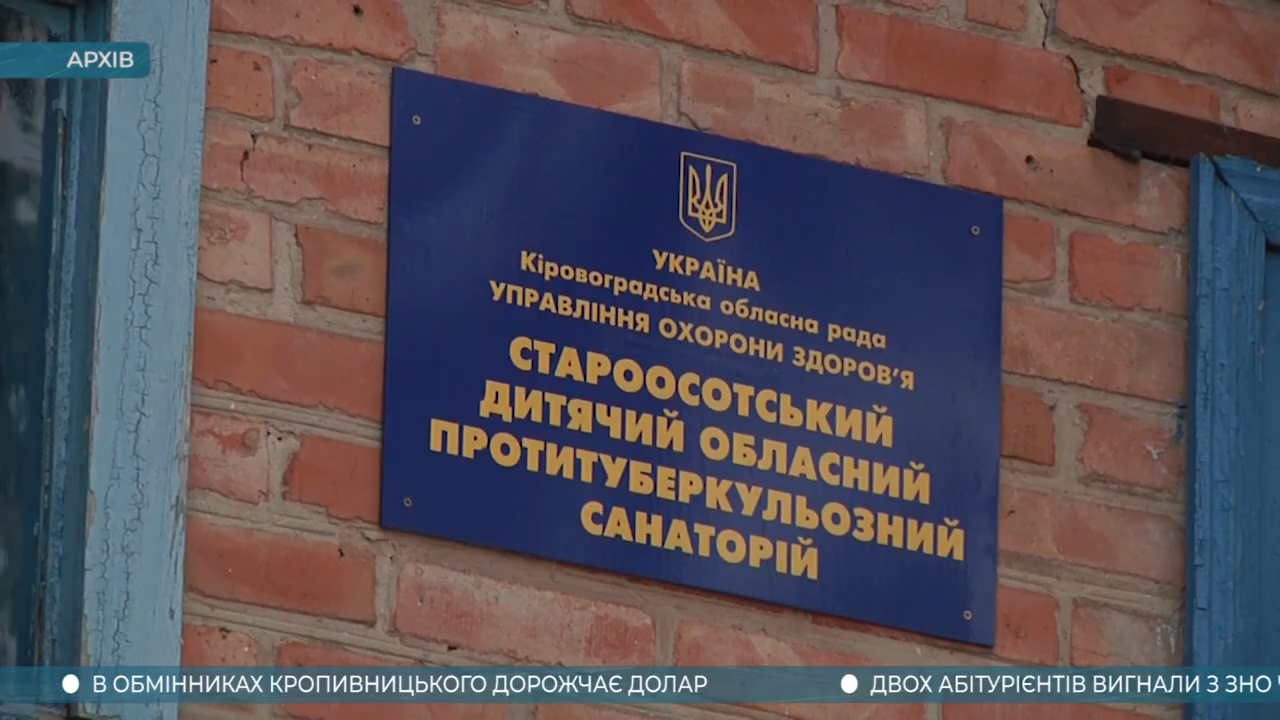 АРХІВ
УКРАЇНА
Кіровоградська обласна рада
УПРАВЛІННЯ ОХОРОНИ ЗДОРОВ'Я
СТАРООСОТСЬКИЙ
ДИТЯЧИЙ ОБЛАСНИЙ
ПРОТИТУБЕРКУЛЬОЗНИЙ
САНАТОРІЙ
В ОБМІННИКАХ КРОПИВНИЦЬКОГО ДОРОЖЧАЄ ДОЛАР
ДВОХ АБІТУРІЄНТІВ ВИГНАЛИ З ЗНО